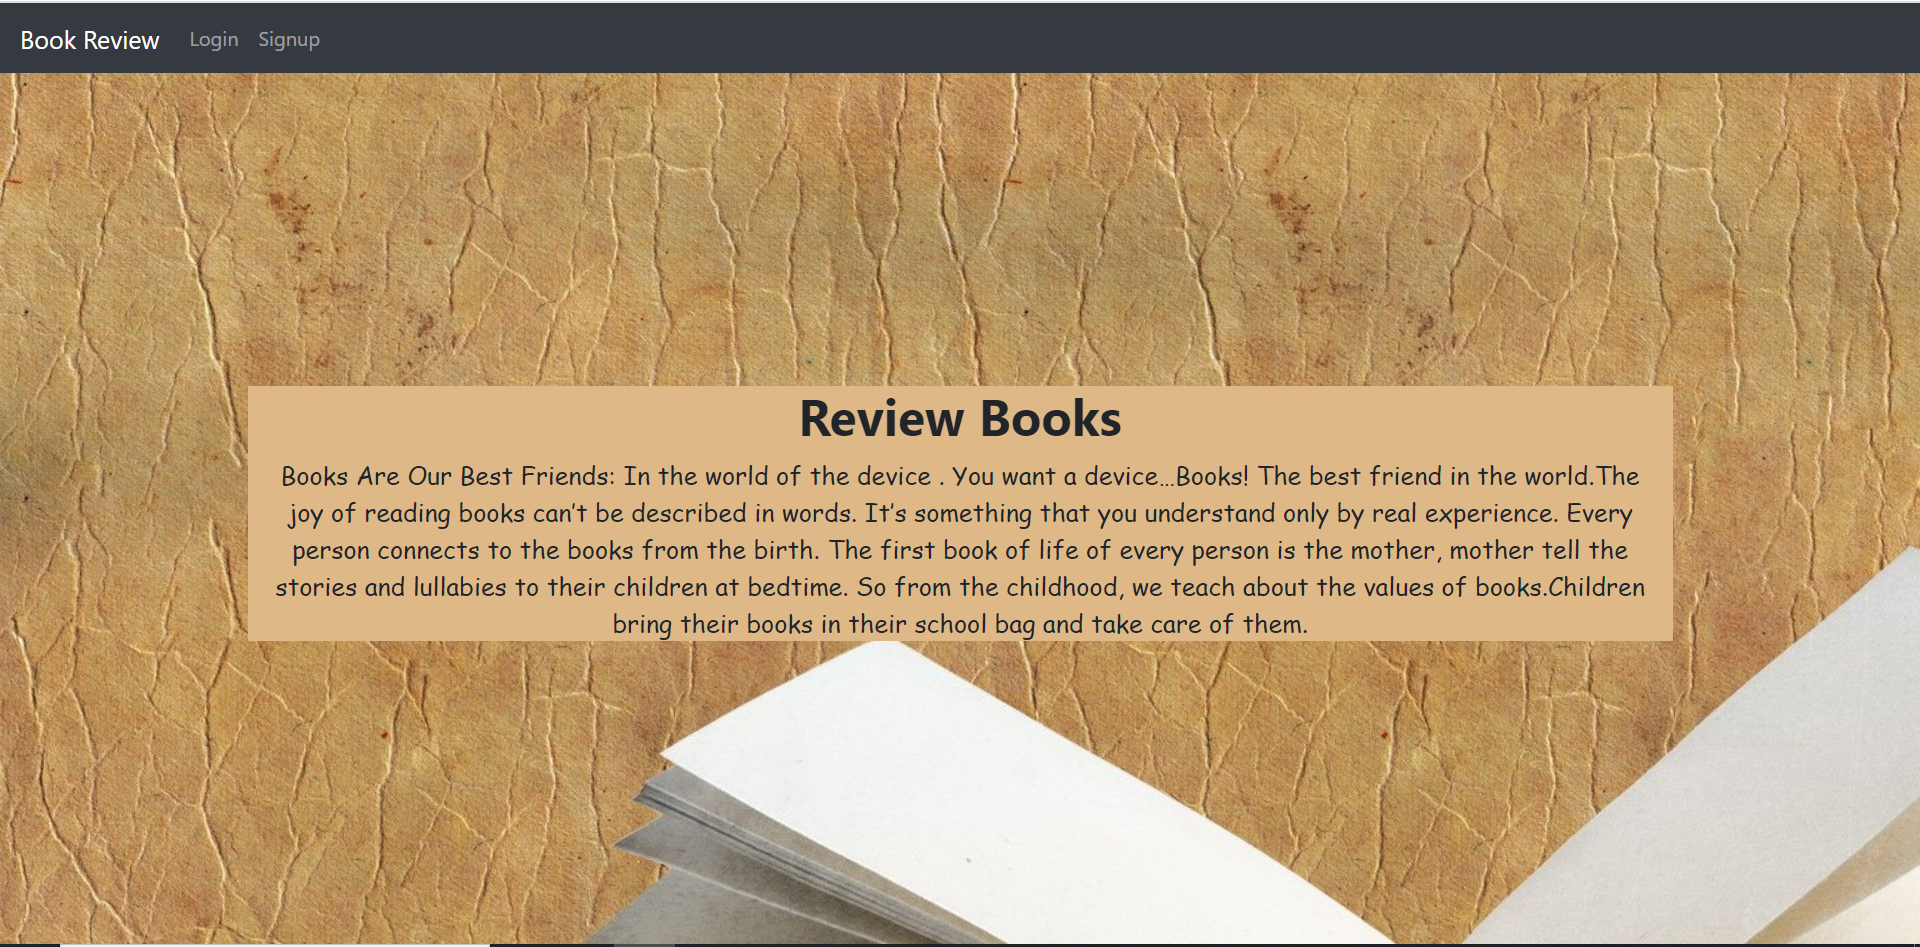 Book Review Login Signup
Review Books
Books Are Our Best Friends: In the world of the device . You want a device...Books! The best friend in the world.The
joy of reading books can't be described in words. It's something that you understand only by real experience. Every
person connects to the books from the birth. The first book of life of every person is the mother, mother tell the
stories and lullabies to their children at bedtime. So from the childhood, we teach about the values of books.Children
bring their books in their school bag and take care of them.